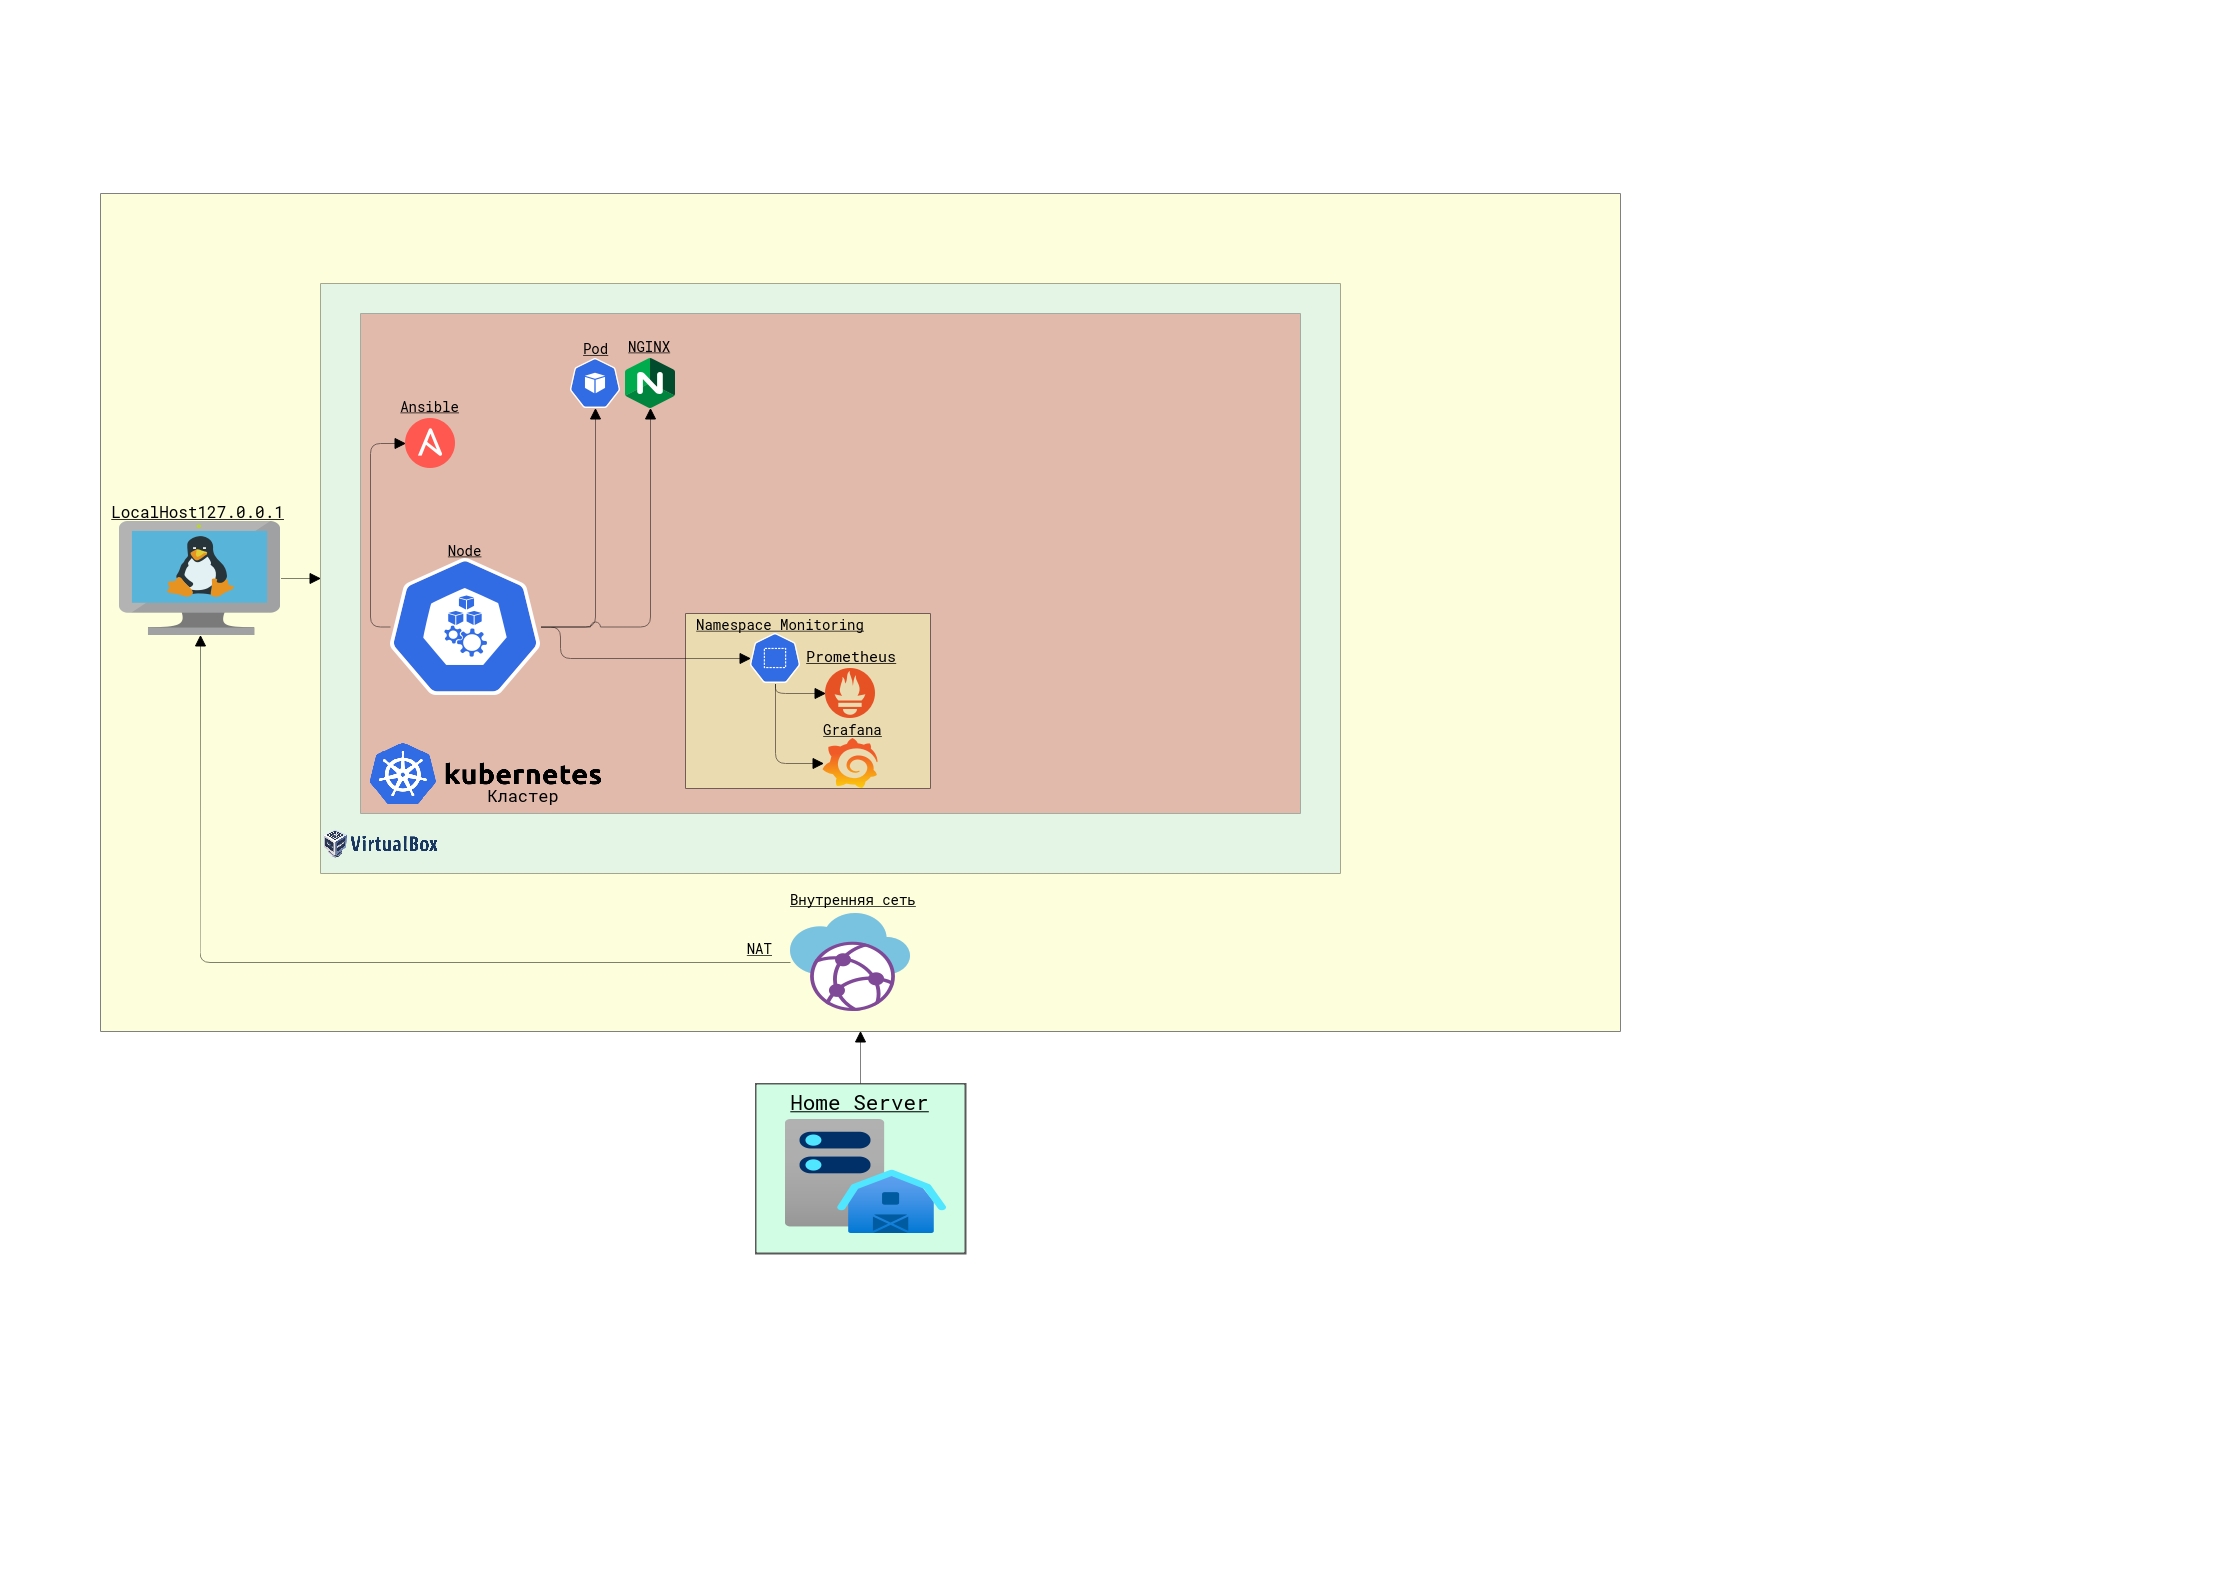 Pod
NGINX
Ansible
LocalHost127.0.0.1
Node
Namespace Monitoring
Prometheus
Grafana
kubernetes
Кластер
VirtualBox
Внутренняя сеть
NAT
Home Server